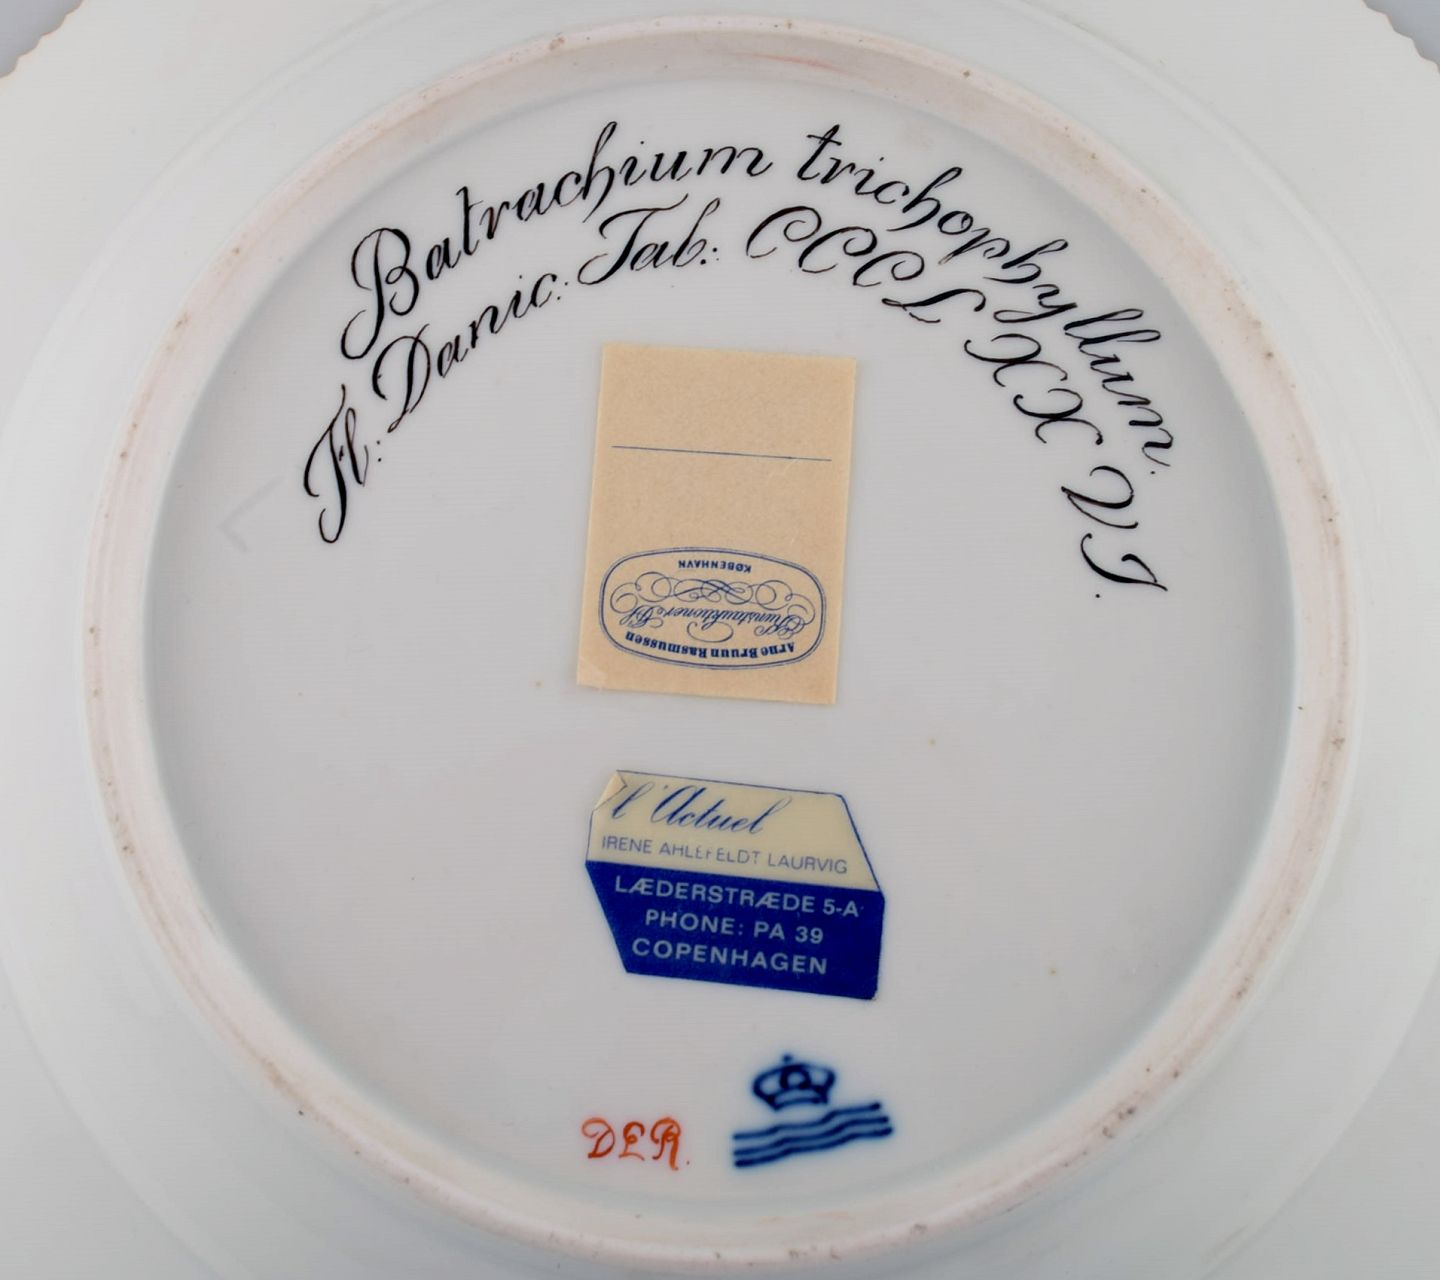 Batrachium trichophyllum.
Fl: Danic: Tab: CCCLXXVI.
Arne Bruun Rasmussen
Kunstauktioner A/S
KØBENHAVN
l'Actuel
IRENE AHLEFELDT LAURVIG
LÆDERSTRÆDE 5-A
PHONE: PA 39
COPENHAGEN
DER.